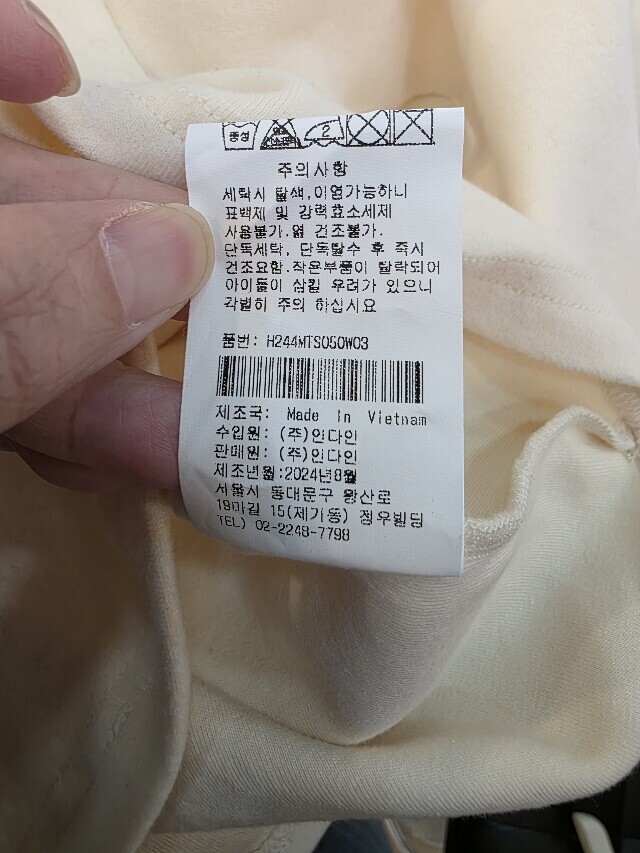 중성 2
주의사항
세탁시 탈색,이염가능하니
표백제 및 강력효소세제
사용불가.열 건조불가.
단독세탁, 단독탈수 후 즉시
건조요함.작은부품이 탈락되어
아이들이 삼킬 우려가 있으니
각별히 주의 하십시요
품번: H244MTS050W03
제조국: Made In Vietnam
수입원: (주)인다인
판매원: (주)인다인
제조년월:2024년8월
서울시 동대문구 왕산로
19마길 15(제기동) 정우빌딩
TEL) 02-2248-7798